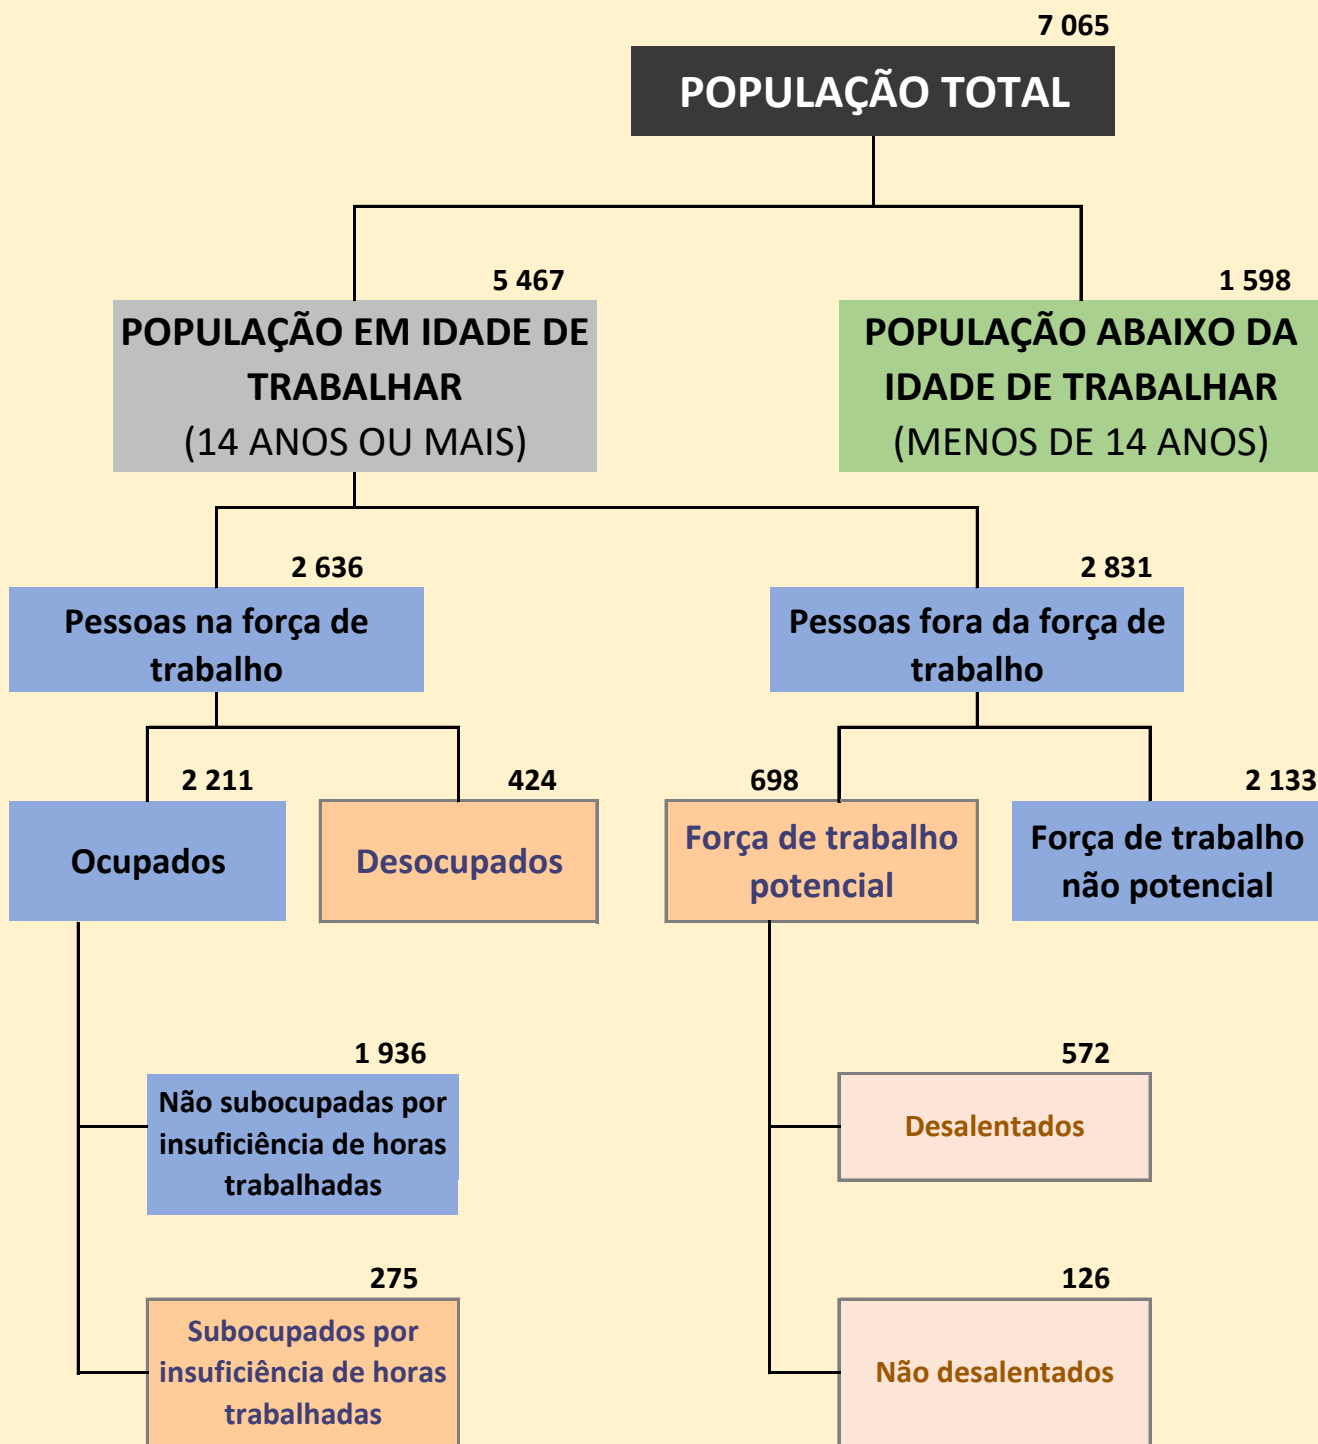 7 065
POPULAÇÃO TOTAL
5 467
POPULAÇÃO EM IDADE DE
TRABALHAR
(14 ANOS OU MAIS)
1 598
POPULAÇÃO ABAIXO DA
IDADE DE TRABALHAR
(MENOS DE 14 ANOS)
2 636
Pessoas na força de
trabalho
2 831
Pessoas fora da força de
trabalho
2 211
Ocupados
424
Desocupados
698
Força de trabalho
potencial
2 133
Força de trabalho
não potencial
1 936
Não subocupadas por
insuficiência de horas
trabalhadas
572
Desalentados
275
Subocupados por
insuficiência de horas
trabalhadas
126
Não desalentados